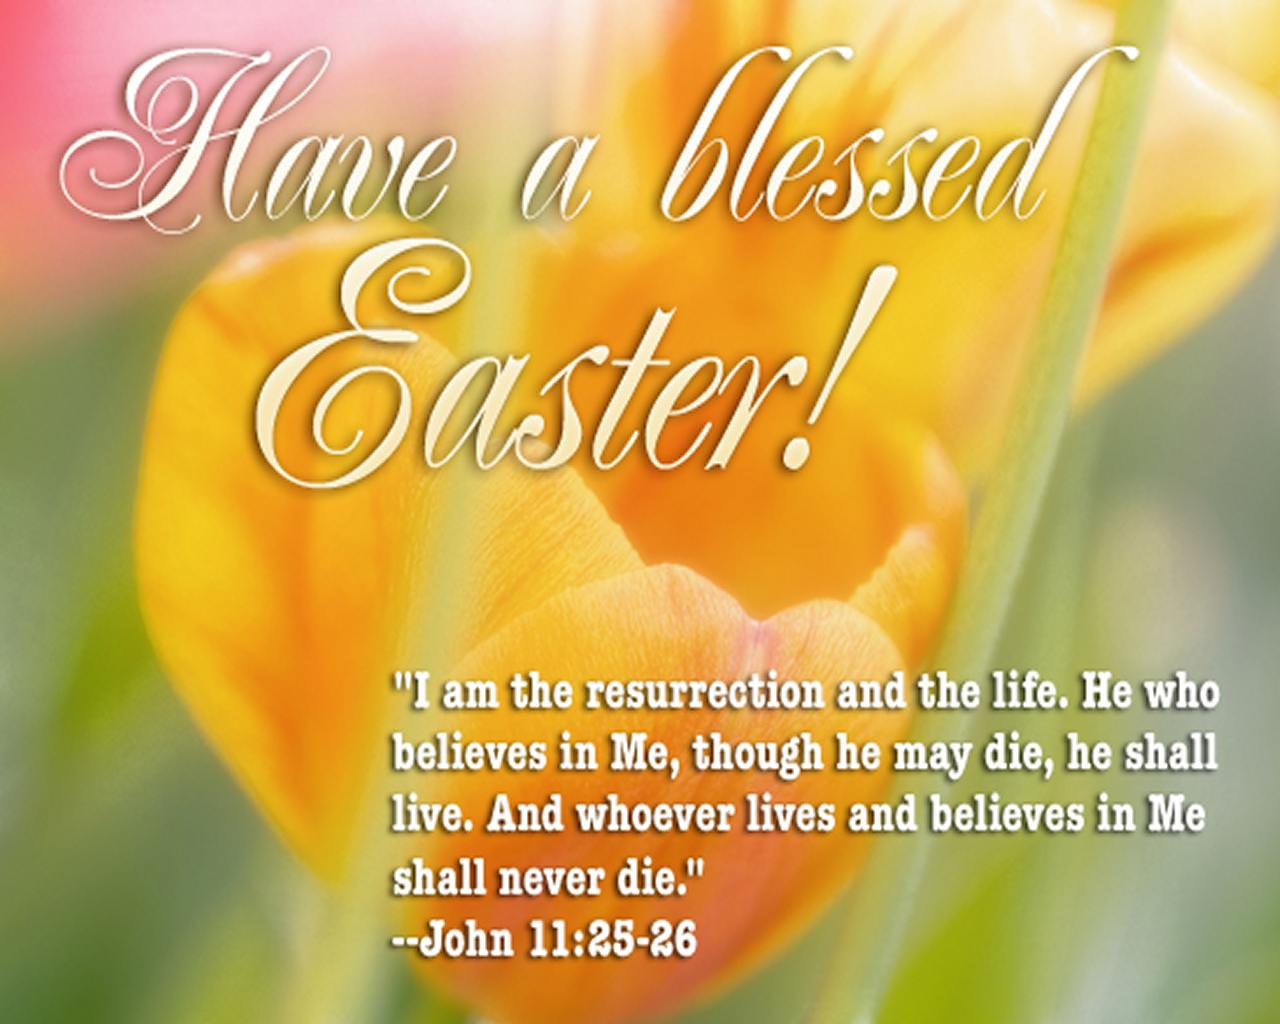 Have a blessed
Easter!
"I am the resurrection and the life. He who
believes in Me, though he may die, he shall
live. And whoever lives and believes in Me
shall never die."
--John 11:25-26